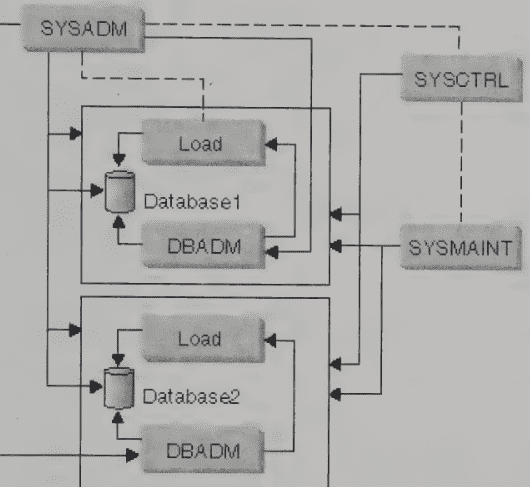 SYSADM
SYSCTRL
Load
Database1
DBADM
SYSMAINT
Load
Database2
DBADM